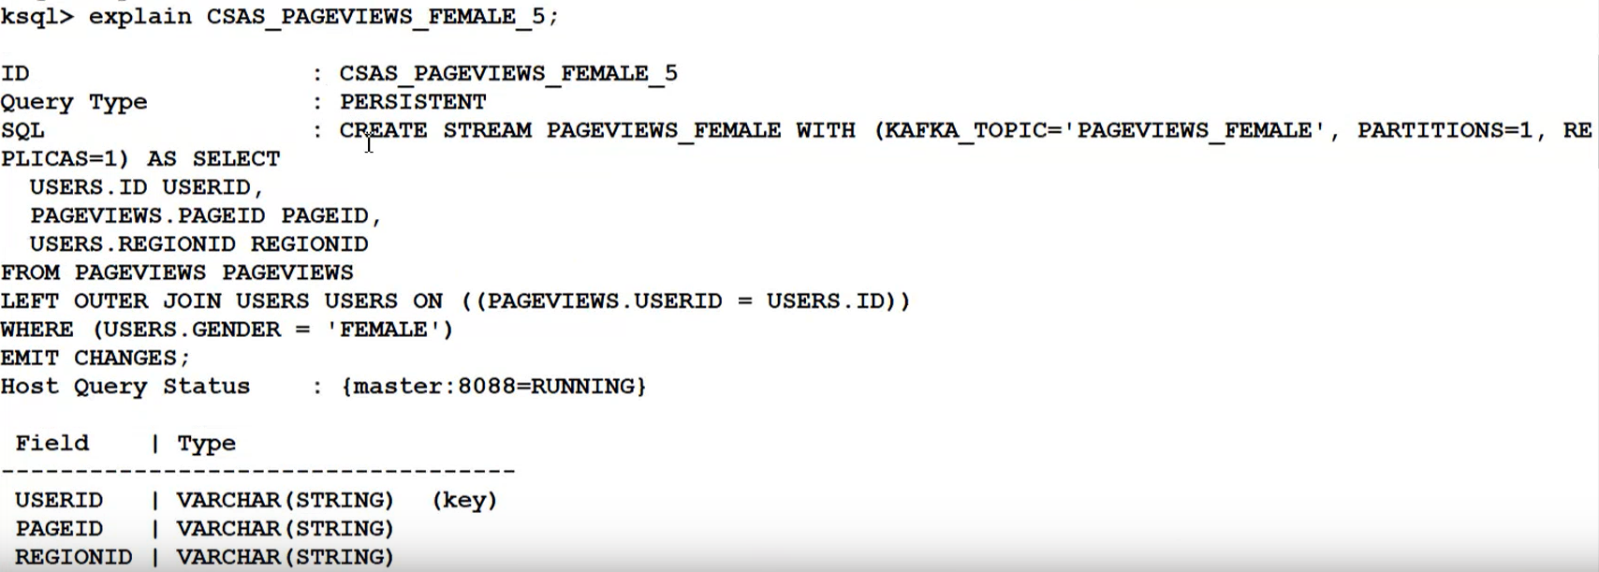 ksql> explain CSAS_PAGEVIEWS_FEMALE_5;
ID : CSAS_PAGEVIEWS_FEMALE_5
Query Type : PERSISTENT
SQL : CREATE STREAM PAGEVIEWS_FEMALE WITH (KAFKA_TOPIC='PAGEVIEWS_FEMALE', PARTITIONS=1, RE
PLICAS=1) AS SELECT
USERS.ID USERID,
PAGEVIEWS.PAGEID PAGEID,
USERS.REGIONID REGIONID
FROM PAGEVIEWS PAGEVIEWS
LEFT OUTER JOIN USERS USERS ON ((PAGEVIEWS.USERID = USERS.ID))
WHERE (USERS.GENDER = 'FEMALE')
EMIT CHANGES;
Host Query Status : {master:8088=RUNNING}
Field | Type
-----------------------------------
USERID | VARCHAR(STRING) (key)
PAGEID | VARCHAR(STRING)
REGIONID | VARCHAR(STRING)